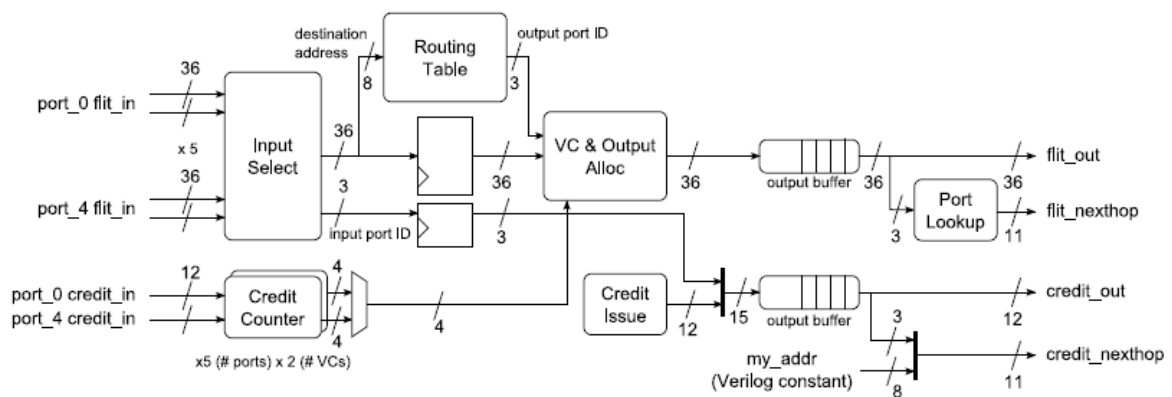 destination
address
8
Routing
Table
output port ID
3
36
port_0 flit_in
x 5
36
port_4 flit_in
Input
Select
36
3
input port ID
36
3
VC & Output
Alloc
36
output buffer
36
36
flit_out
3
Port
Lookup
11
flit_nexthop
12
port_0 credit_in
port_4 credit_in
Credit
Counter
4
4
x5 (# ports) x 2 (# VCs)
4
Credit
Issue
12
15
output buffer
12
credit_out
3
my_addr
(Verilog constant)
8
11
credit_nexthop